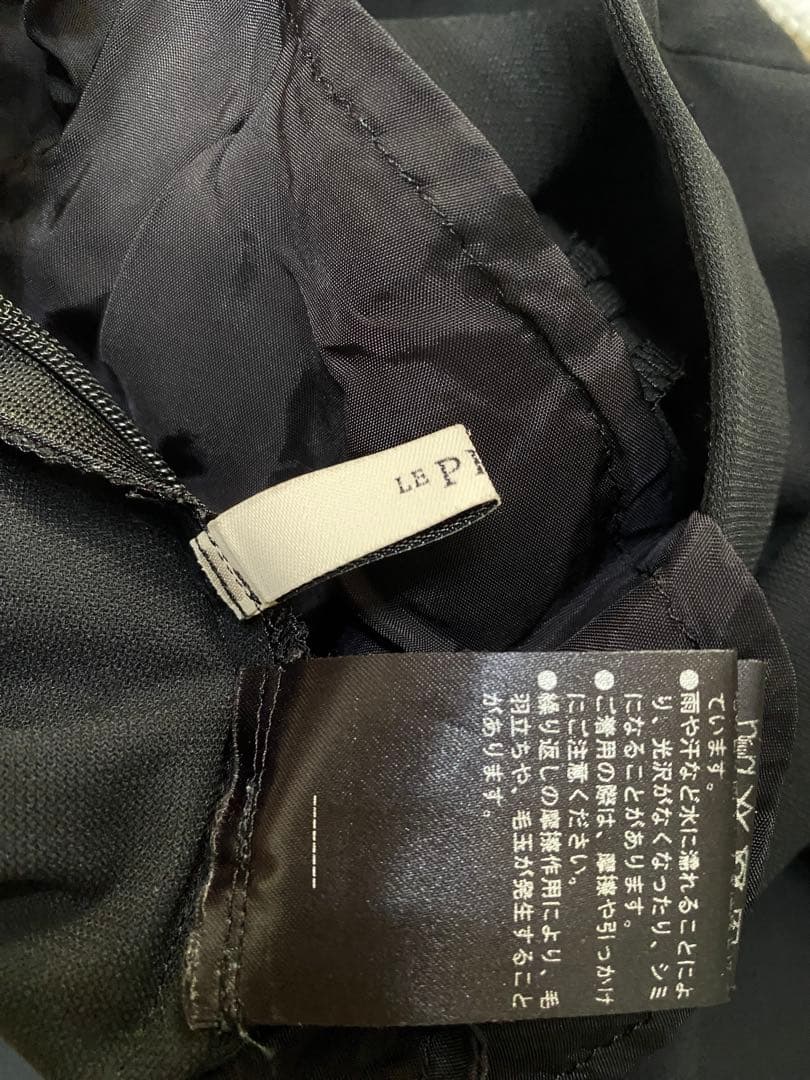 LE P
ています。
●雨や汗など水に濡れることによ
り、光沢がなくなったり、シミ
になることがあります。
●ご着用の際は、摩擦や引っかけ
にご注意ください。
●繰り返しの摩擦作用により、毛
羽立ちや、毛玉が発生すること
があります。